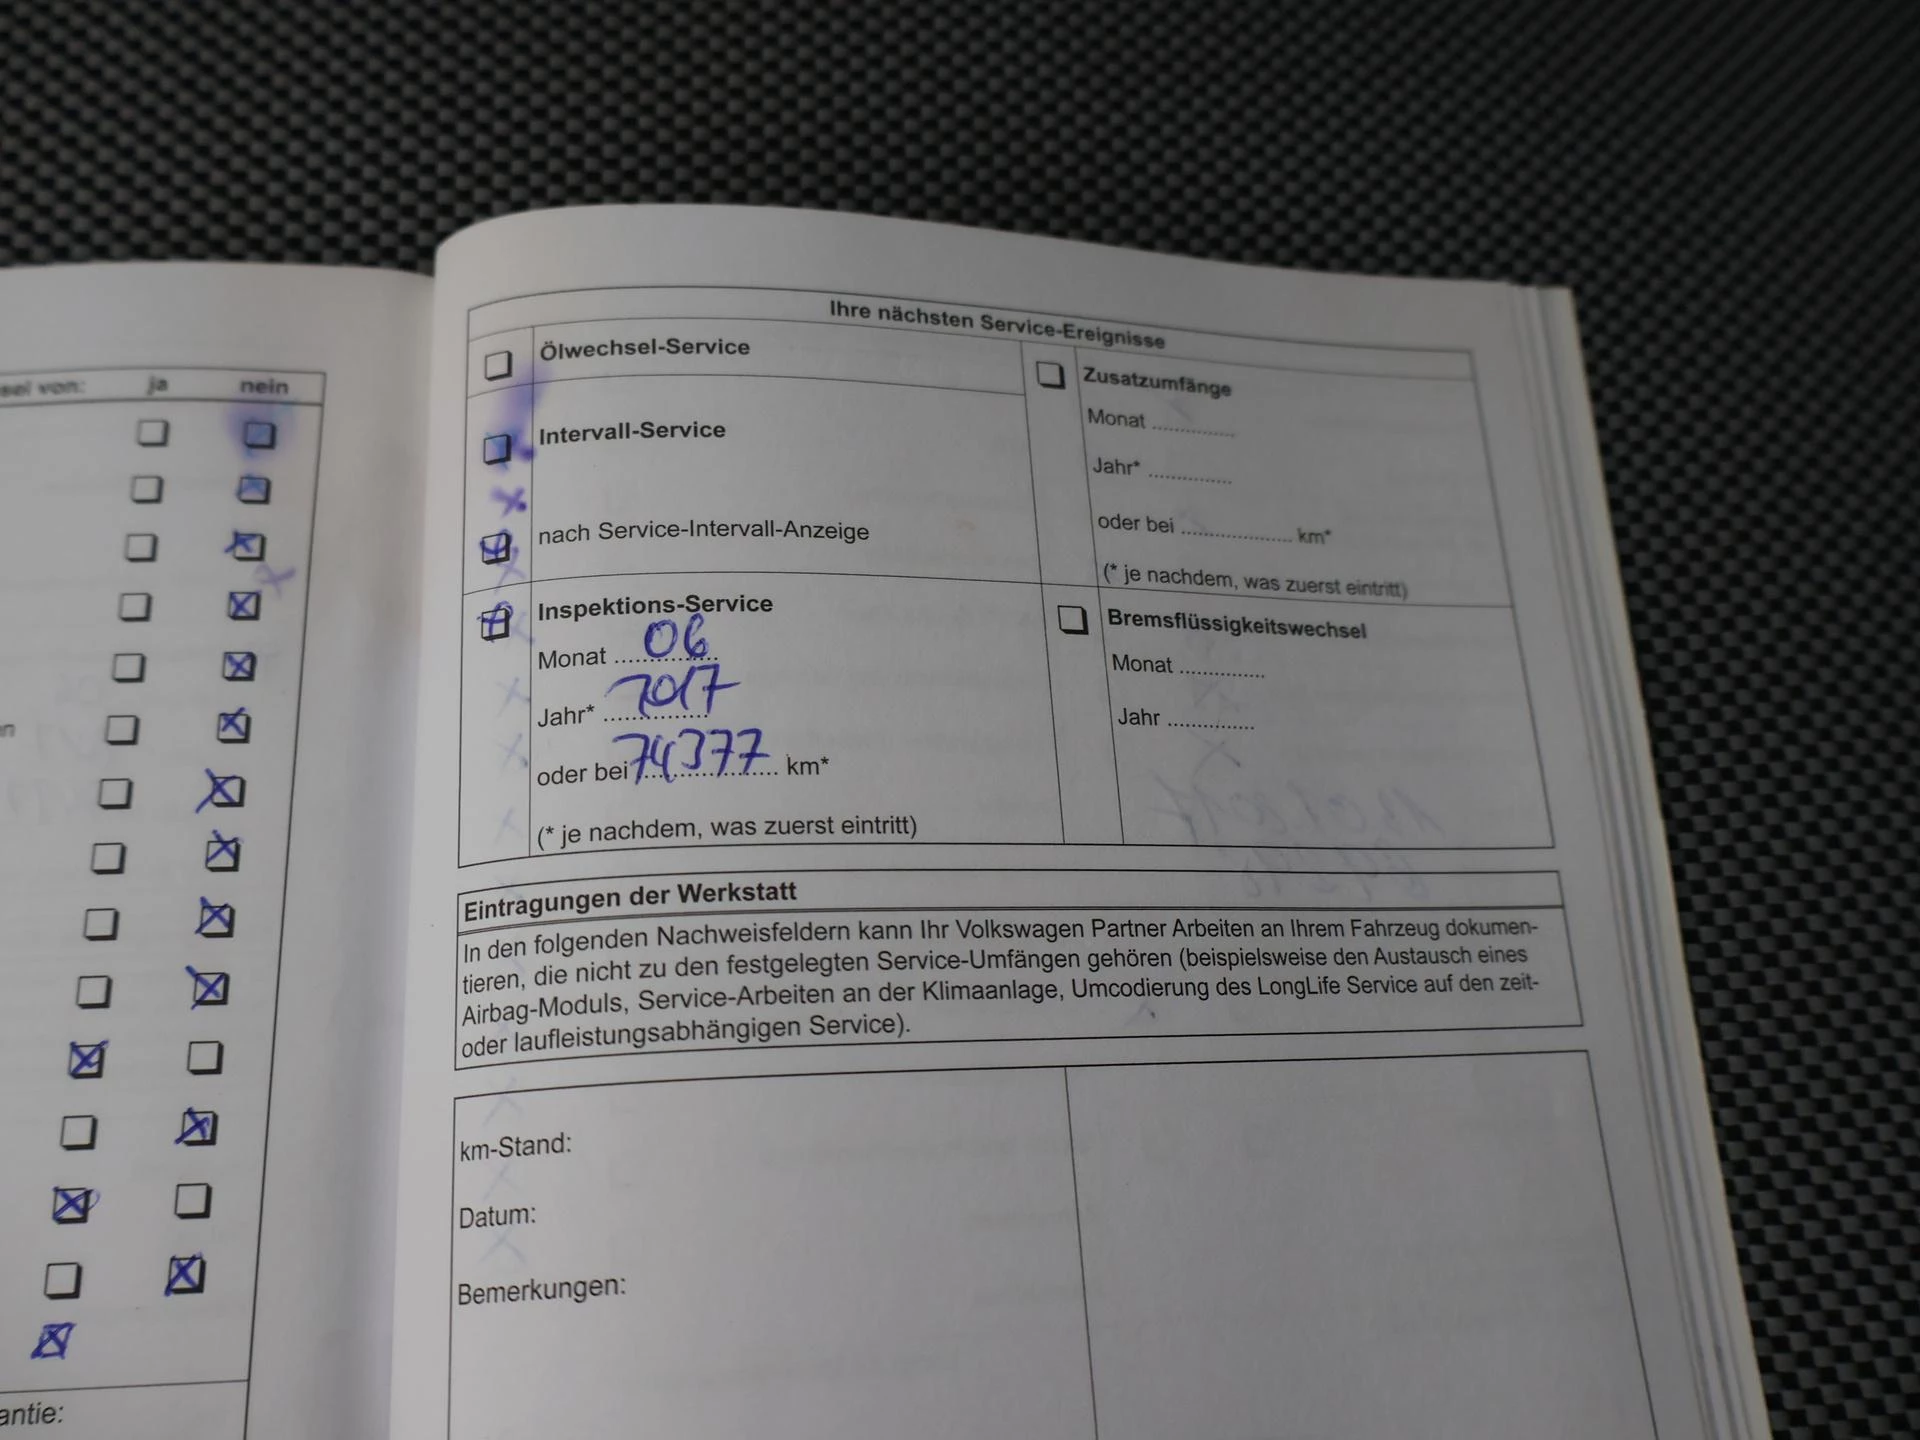 ja nein
antie:
Ihre nächsten Service-Ereignisse
Ölwechsel-Service
Intervall-Service
nach Service-Intervall-Anzeige
Inspektions-Service
Monat 06
Jahr* 2017
oder bei 74377 km*
(* je nachdem, was zuerst eintritt)
Zusatzumfänge
Monat ..............
Jahr* ..............
oder bei .................... km*
(* je nachdem, was zuerst eintritt)
Bremsflüssigkeitswechsel
Monat ..............
Jahr ..............
Eintragungen der Werkstatt
In den folgenden Nachweisfeldern kann Ihr Volkswagen Partner Arbeiten an Ihrem Fahrzeug dokumen-
tieren, die nicht zu den festgelegten Service-Umfängen gehören (beispielsweise den Austausch eines
Airbag-Moduls, Service-Arbeiten an der Klimaanlage, Umcodierung des LongLife Service auf den zeit-
oder laufleistungsabhängigen Service).
km-Stand:
Datum:
Bemerkungen: